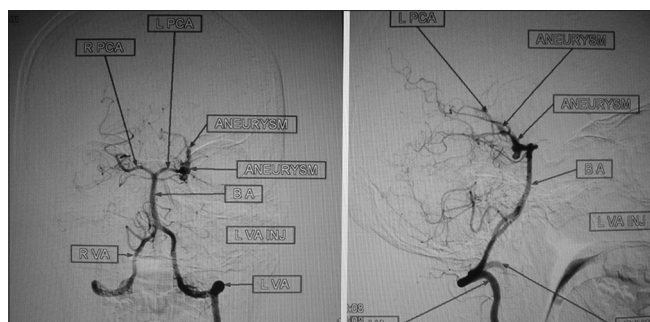 L PCA
R PCA
ANEURYSM
ANEURYSM
B A
L VA INJ
R VA
L VA
L PCA
ANEURYSM
ANEURYSM
B A
L VA INJ